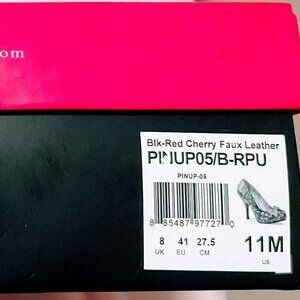 om
Blk-Red Cherry Faux Leather
PINUP05/B-RPU
PINUP-05
8 85487 97727 0
8 41 27.5 11M
UK EU CM US